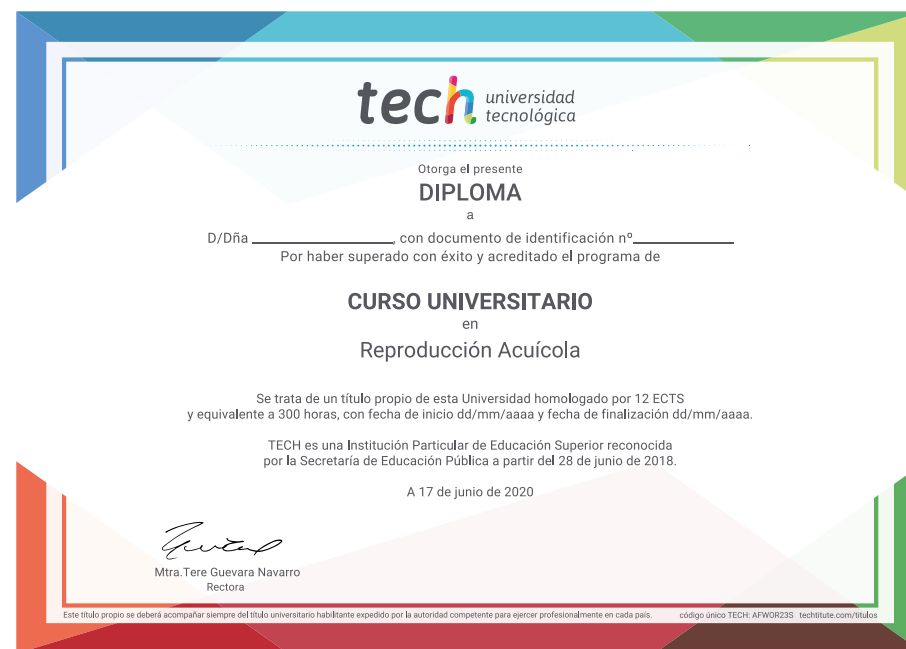 tech universidad
tecnológica
Otorga el presente
DIPLOMA
a
D/Dña ____________________, con documento de identificación nº______________
Por haber superado con éxito y acreditado el programa de
CURSO UNIVERSITARIO
en
Reproducción Acuícola
Se trata de un título propio de esta Universidad homologado por 12 ECTS
y equivalente a 300 horas, con fecha de inicio dd/mm/aaaa y fecha de finalización dd/mm/aaaa.
TECH es una Institución Particular de Educación Superior reconocida
por la Secretaría de Educación Pública a partir del 28 de junio de 2018.
A 17 de junio de 2020
Mtra.Tere Guevara Navarro
Rectora
Este título propio se deberá acompañar siempre del título universitario habilitante expedido por la autoridad competente para ejercer profesionalmente en cada país. código único TECH: AFWOR23S techtitute.com/titulos